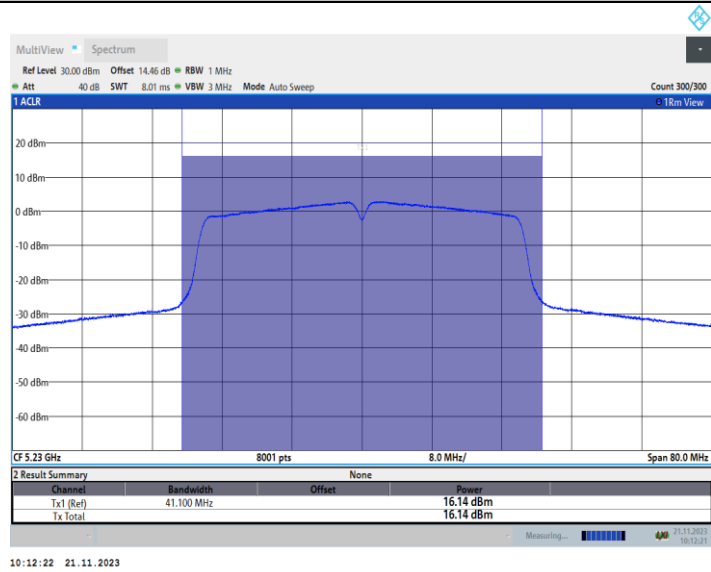 MultiView Spectrum
Ref Level 30.00 dBm Offset 14.46 dB RBW 1 MHz
Att 40 dB SWT 8.01 ms VBW 3 MHz Mode Auto Sweep Count 300/300
1 ACLR 1Rm View
20 dBm
10 dBm
0 dBm
-10 dBm
-20 dBm
-30 dBm
-40 dBm
-50 dBm
-60 dBm
CF 5.23 GHz 8001 pts 8.0 MHz/ Span 80.0 MHz
2 Result Summary None
Channel Bandwidth Offset Power
Tx1 (Ref) 41.100 MHz 16.14 dBm
Tx Total 16.14 dBm
Measuring... 21.11.2023
10:12:21
10:12:22 21.11.2023